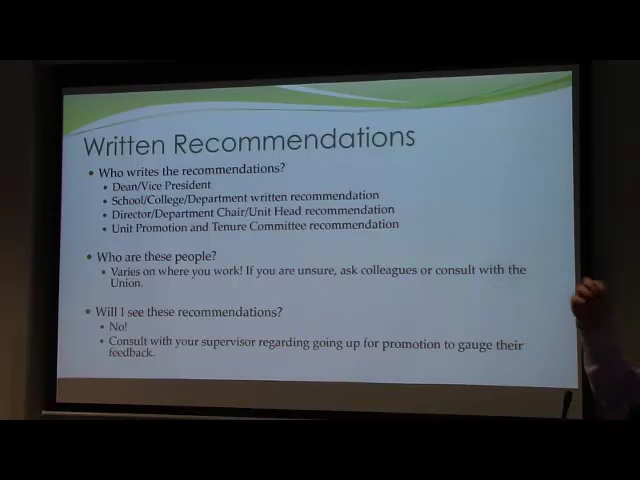 Written Recommendations
• Who writes the recommendations?
• Dean/Vice President
• School/College/Department written recommendation
• Director/Department Chair/Unit Head recommendation
• Unit Promotion and Tenure Committee recommendation
• Who are these people?
• Varies on where you work! If you are unsure, ask colleagues or consult with the
Union.
• Will I see these recommendations?
• No!
• Consult with your supervisor regarding going up for promotion to gauge their
feedback.